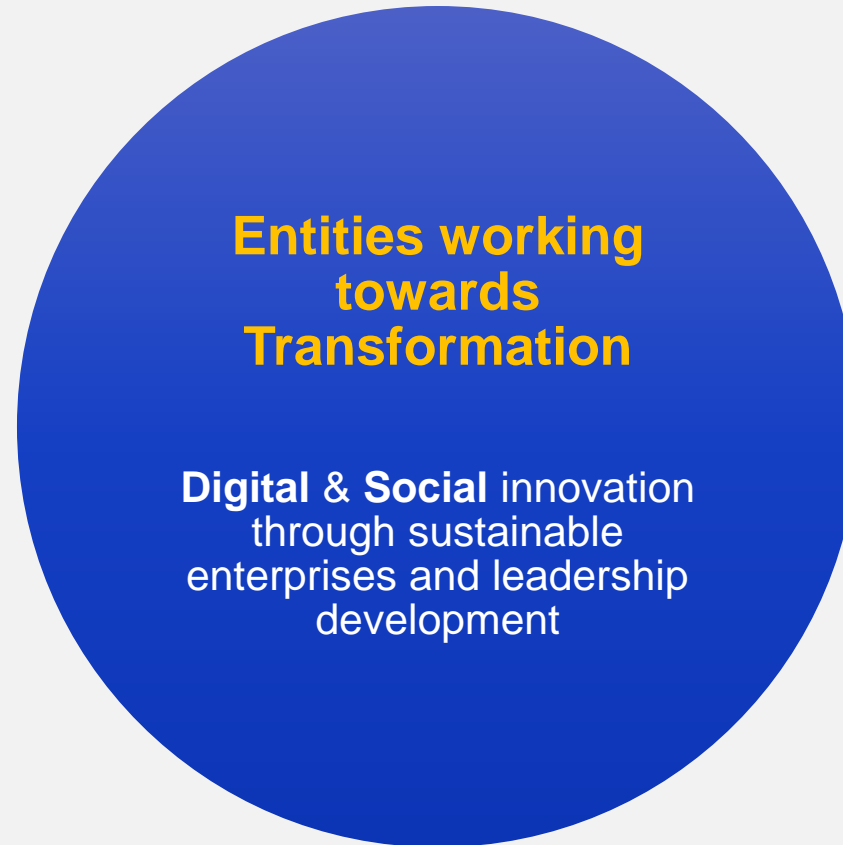 Entities working
towards
Transformation
Digital & Social innovation
through sustainable
enterprises and leadership
development